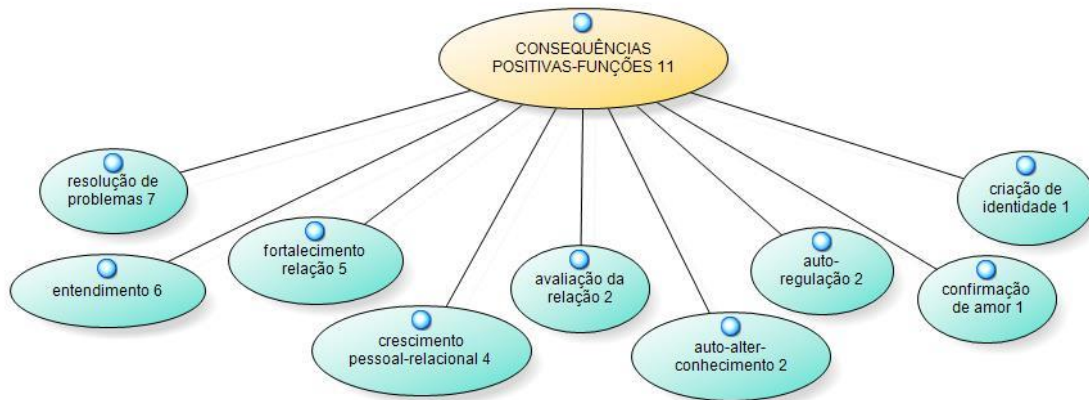 CONSEQUÊNCIAS
POSITIVAS-FUNÇÕES 11
resolução de
problemas 7
entendimento 6
fortalecimento
relação 5
crescimento
pessoal-relacional 4
avaliação da
relação 2
auto-alter-
conhecimento 2
auto-
regulação 2
confirmação
de amor 1
criação de
identidade 1